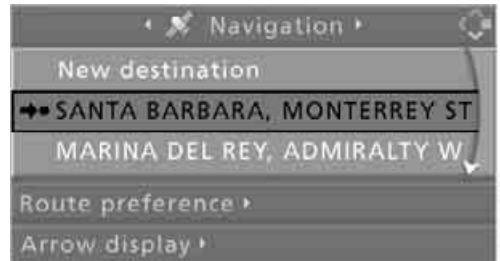 Navigation
New destination
SANTA BARBARA, MONTERREY ST
MARINA DEL REY, ADMIRALTY W
Route preference
Arrow display